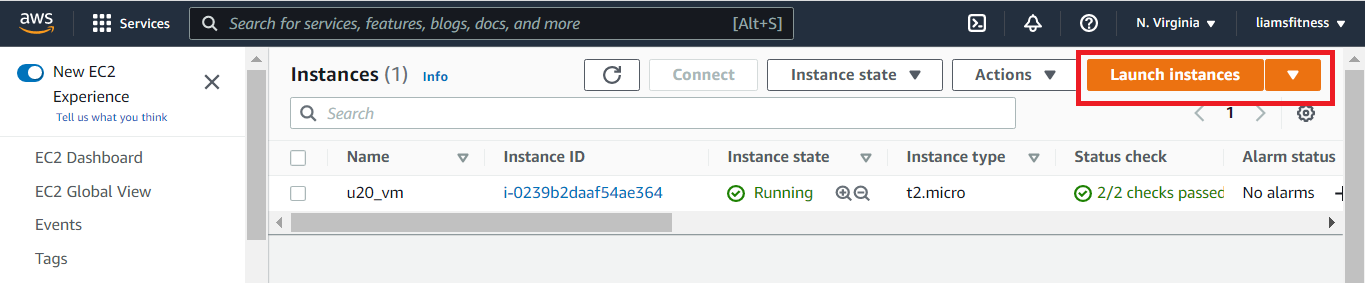 aws Services Search for services, features, blogs, docs, and more [Alt+S] N. Virginia liamsfitness
New EC2
Experience
Tell us what you think
EC2 Dashboard
EC2 Global View
Events
Tags
Instances (1) Info Connect Instance state Actions Launch instances
Search 1
Name Instance ID Instance state Instance type Status check Alarm status
u20_vm i-0239b2daaf54ae364 Running t2.micro 2/2 checks passed No alarms